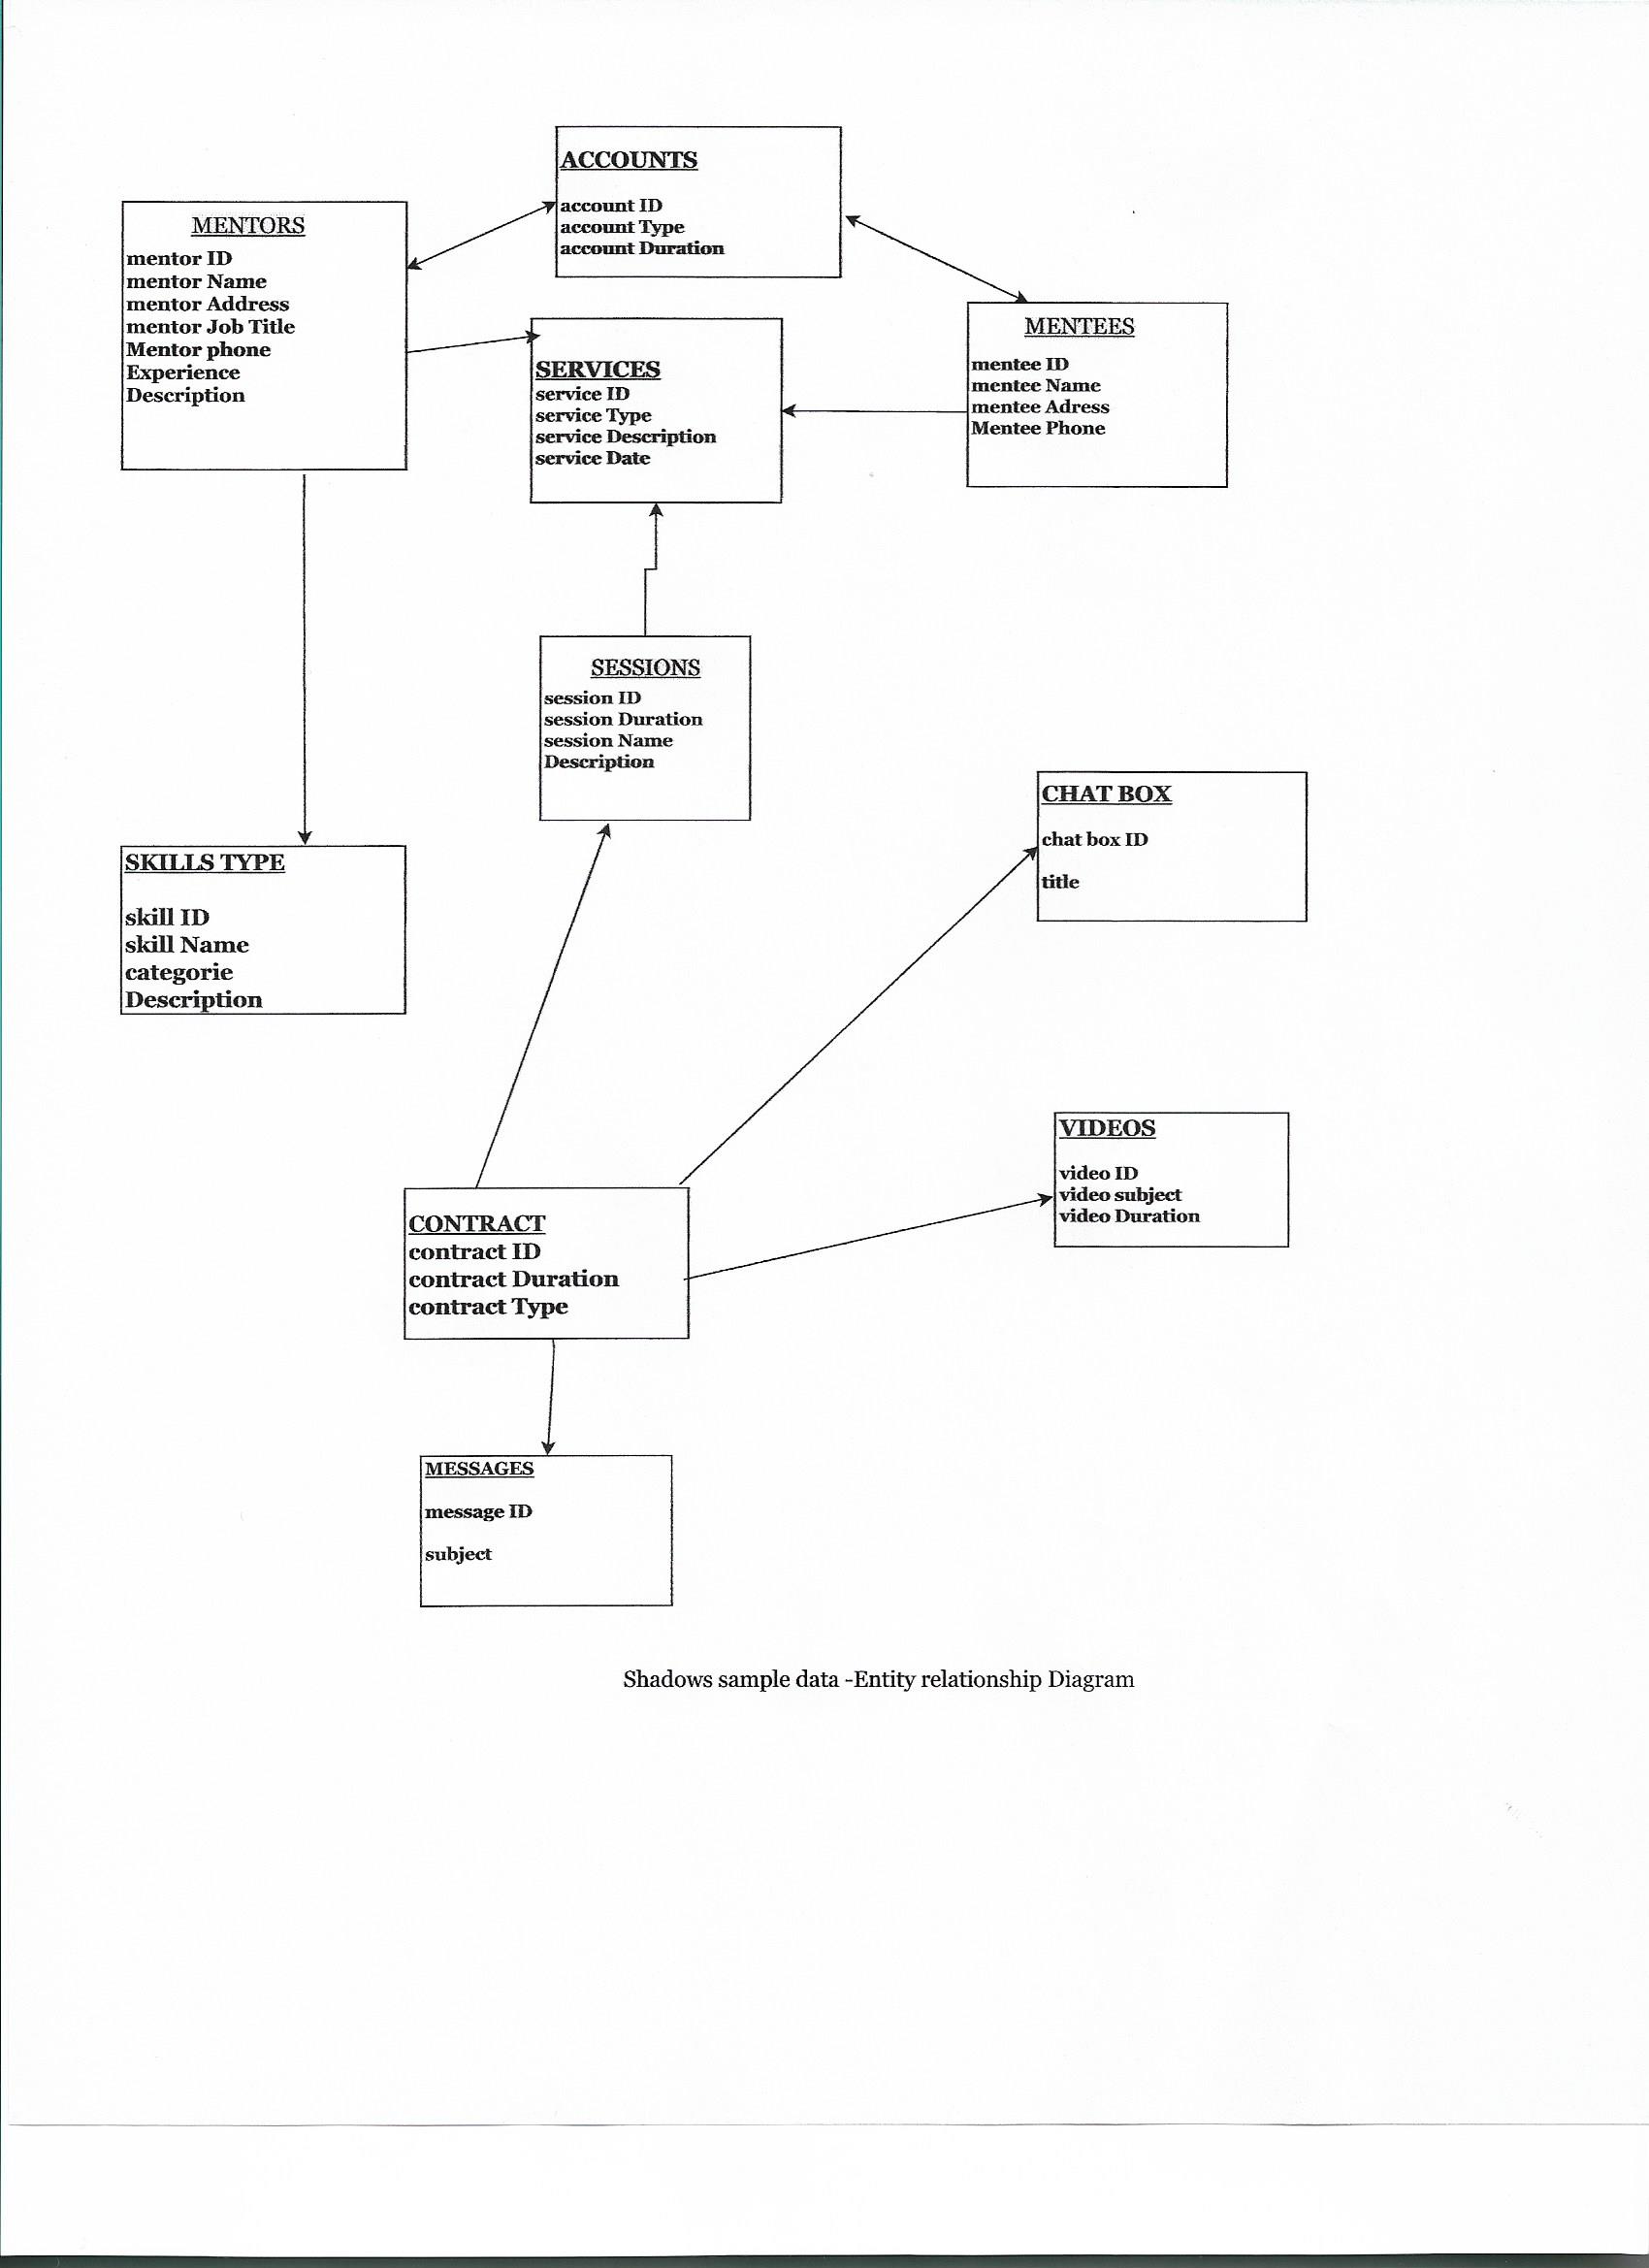 ACCOUNTS
account ID
account Type
account Duration
MENTORS
mentor ID
mentor Name
mentor Address
mentor Job Title
Mentor phone
Experience
Description
SERVICES
service ID
service Type
service Description
service Date
MENTEES
mentee ID
mentee Name
mentee Adress
Mentee Phone
SESSIONS
session ID
session Duration
session Name
Description
CHAT BOX
chat box ID
title
SKILLS TYPE
skill ID
skill Name
categorie
Description
VIDEOS
video ID
video subject
video Duration
CONTRACT
contract ID
contract Duration
contract Type
MESSAGES
message ID
subject
Shadows sample data -Entity relationship Diagram